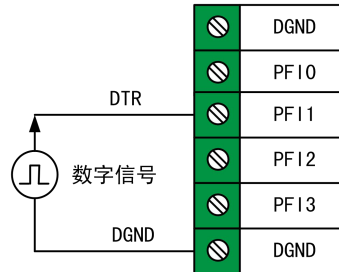 DGND
PFI0
DTR
PFI1
数字信号
PFI2
PFI3
DGND
DGND